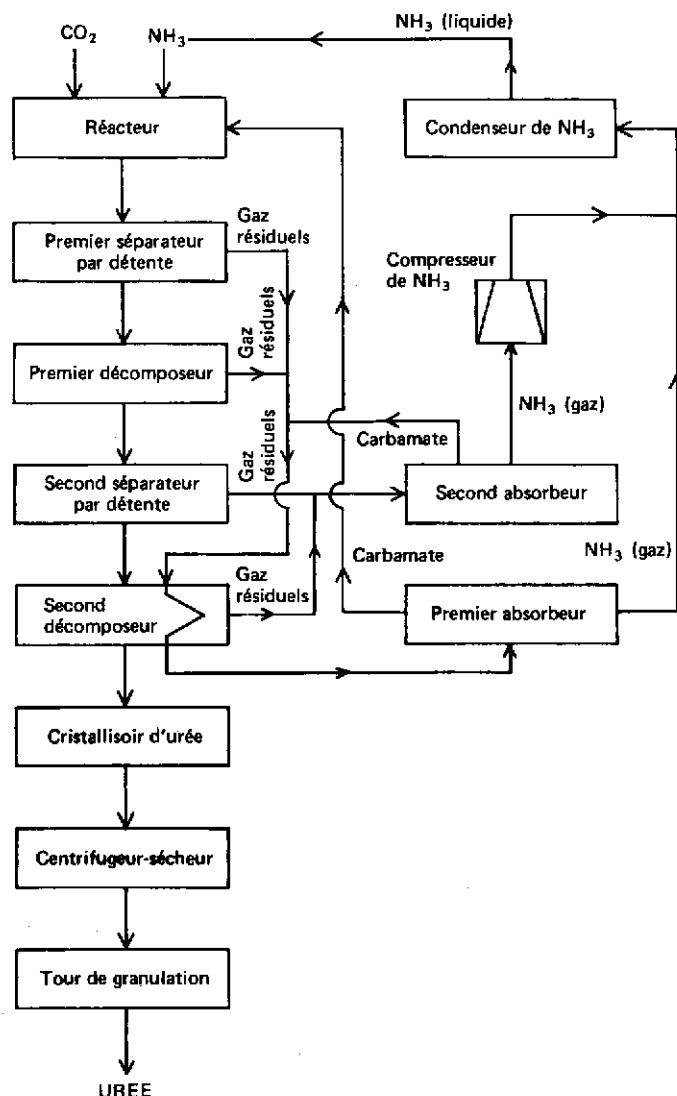 NH3 (liquide)
CO2
NH3
Réacteur
Condenseur de NH3
Gaz
résiduels
Premier séparateur
par détente
Compresseur
de NH3
Gaz
résiduels
Premier décomposeur
NH3 (gaz)
Gaz
résiduels
Carbamate
Second séparateur
par détente
Second absorbeur
Gaz
résiduels
Carbamate
NH3 (gaz)
Second
décomposeur
Premier absorbeur
Cristallisoir d'urée
Centrifugeur-sécheur
Tour de granulation
UREE